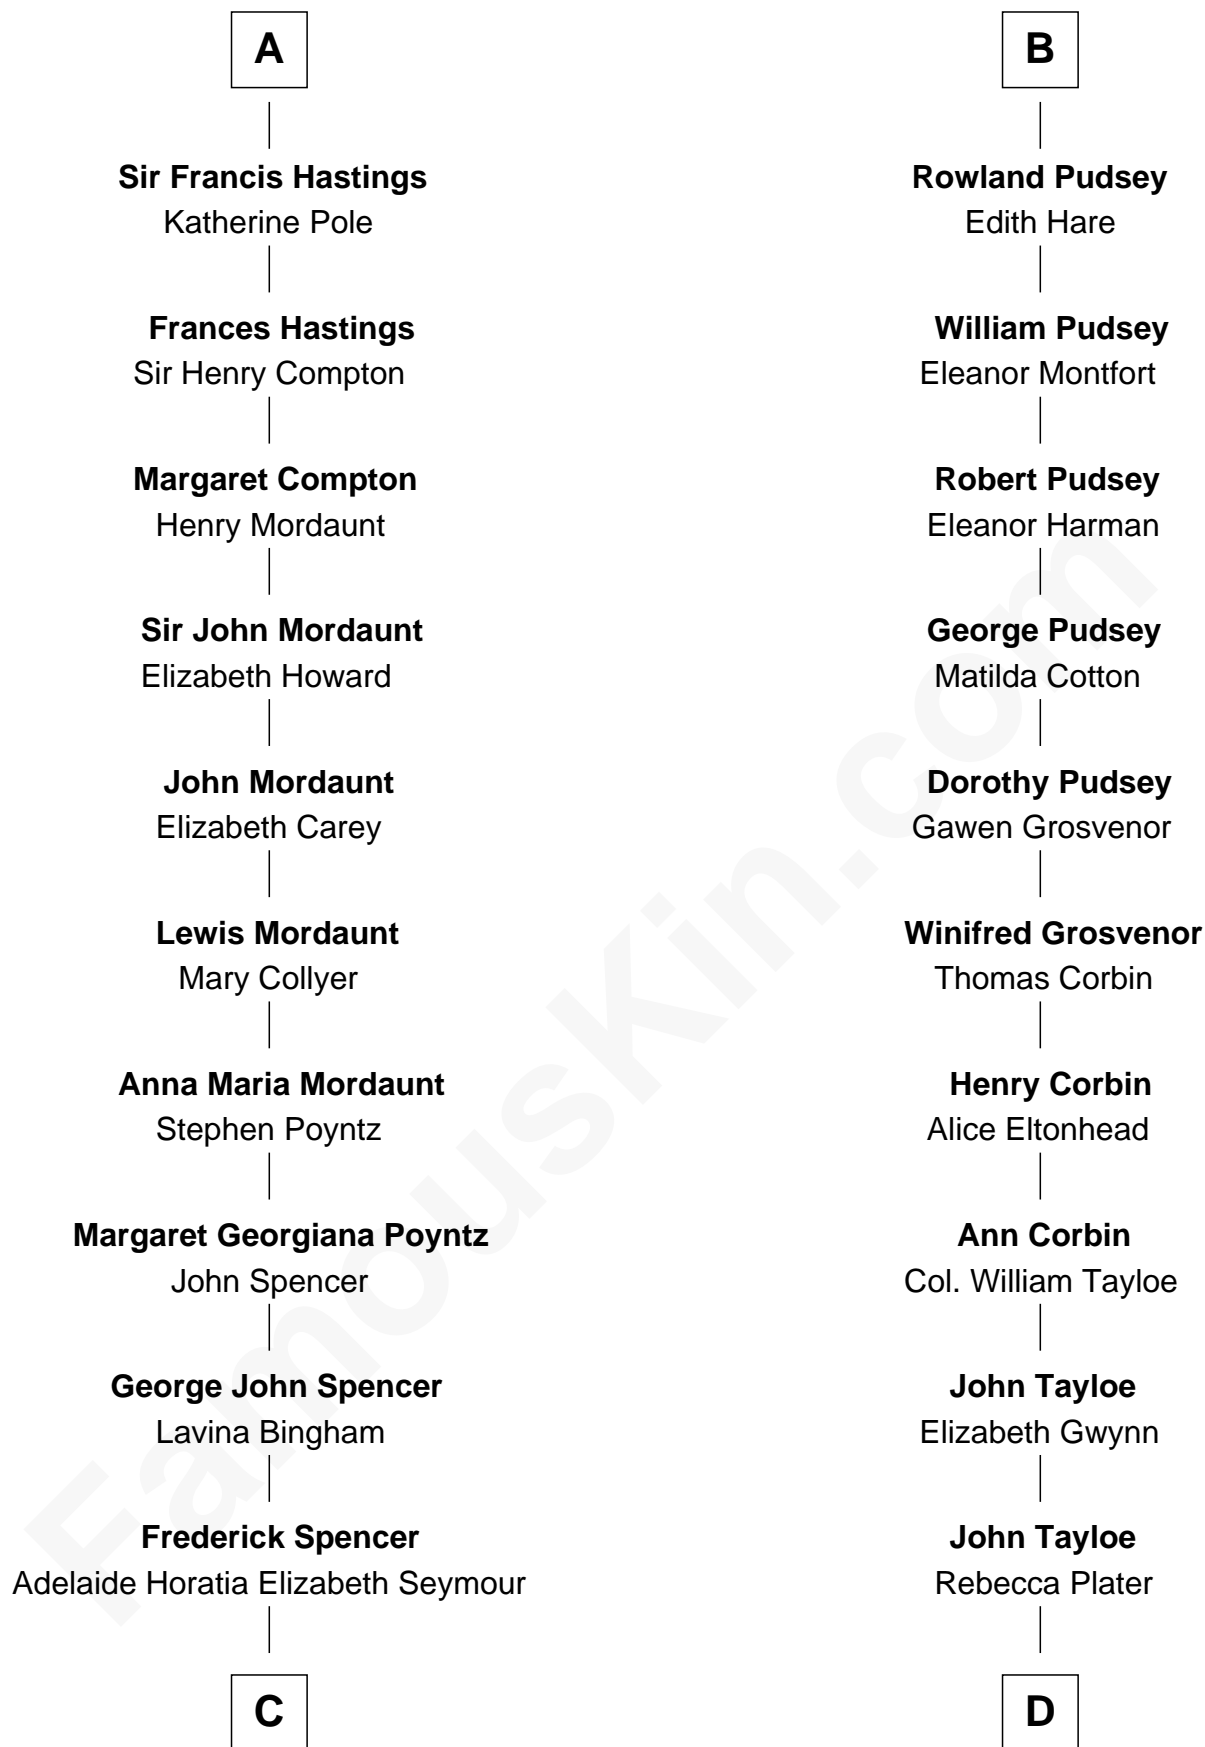 A
Sir Francis Hastings
Katherine Pole
Frances Hastings
Sir Henry Compton
Margaret Compton
Henry Mordaunt
Sir John Mordaunt
Elizabeth Howard
John Mordaunt
Elizabeth Carey
Lewis Mordaunt
Mary Collyer
Anna Maria Mordaunt
Stephen Poyntz
Margaret Georgiana Poyntz
John Spencer
George John Spencer
Lavina Bingham
Frederick Spencer
Adelaide Horatia Elizabeth Seymour
C
B
Rowland Pudsey
Edith Hare
William Pudsey
Eleanor Montfort
Robert Pudsey
Eleanor Harman
George Pudsey
Matilda Cotton
Dorothy Pudsey
Gawen Grosvenor
Winifred Grosvenor
Thomas Corbin
Henry Corbin
Alice Eltonhead
Ann Corbin
Col. William Tayloe
John Tayloe
Elizabeth Gwynn
John Tayloe
Rebecca Plater
D
FamousKin.com